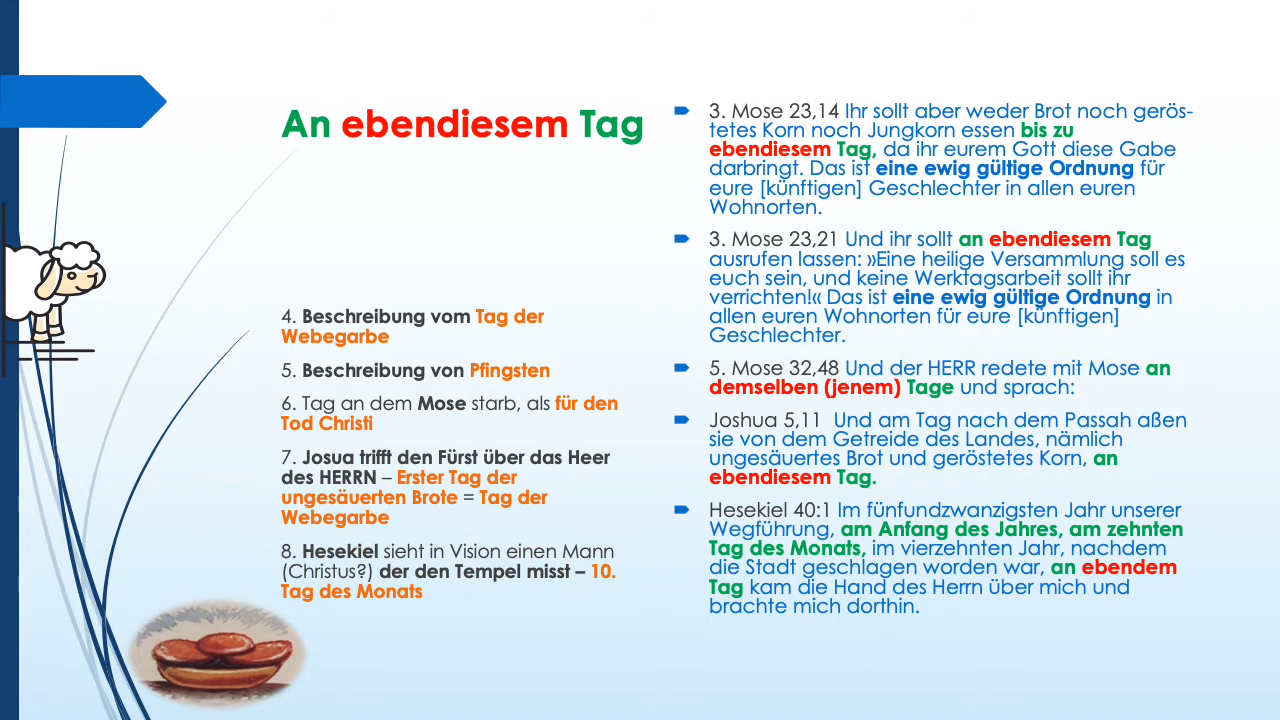 An ebendiesem Tag
4. Beschreibung vom Tag der
Webegarbe
5. Beschreibung von Pfingsten
6. Tag an dem Mose starb, als für den
Tod Christi
7. Josua trifft den Fürst über das Heer
des HERRN – Erster Tag der
ungesäuerten Brote = Tag der
Webegarbe
8. Hesekiel sieht in Vision einen Mann
(Christus?) der den Tempel misst – 10.
Tag des Monats
3. Mose 23,14 Ihr sollt aber weder Brot noch gerös-
tetes Korn noch Jungkorn essen bis zu
ebendiesem Tag, da ihr eurem Gott diese Gabe
darbringt. Das ist eine ewig gültige Ordnung für
eure [künftigen] Geschlechter in allen euren
Wohnorten.
3. Mose 23,21 Und ihr sollt an ebendiesem Tag
ausrufen lassen: »Eine heilige Versammlung soll es
euch sein, und keine Werktagsarbeit sollt ihr
verrichten!« Das ist eine ewig gültige Ordnung in
allen euren Wohnorten für eure [künftigen]
Geschlechter.
5. Mose 32,48 Und der HERR redete mit Mose an
demselben (jenem) Tage und sprach:
Joshua 5,11 Und am Tag nach dem Passah aßen
sie von dem Getreide des Landes, nämlich
ungesäuertes Brot und geröstetes Korn, an
ebendiesem Tag.
Hesekiel 40:1 Im fünfundzwanzigsten Jahr unserer
Wegführung, am Anfang des Jahres, am zehnten
Tag des Monats, im vierzehnten Jahr, nachdem
die Stadt geschlagen worden war, an ebendem
Tag kam die Hand des Herrn über mich und
brachte mich dorthin.